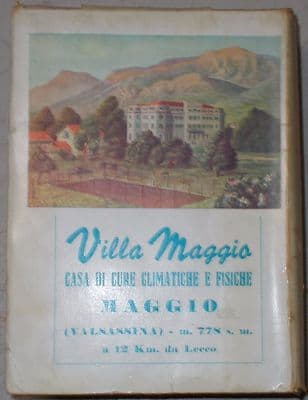 Villa Maggio
CASA DI CURE CLIMATICHE E FISICHE
MAGGIO
(VALSASSINA) - m. 778 s. m.
a 12 Km. da Lecco